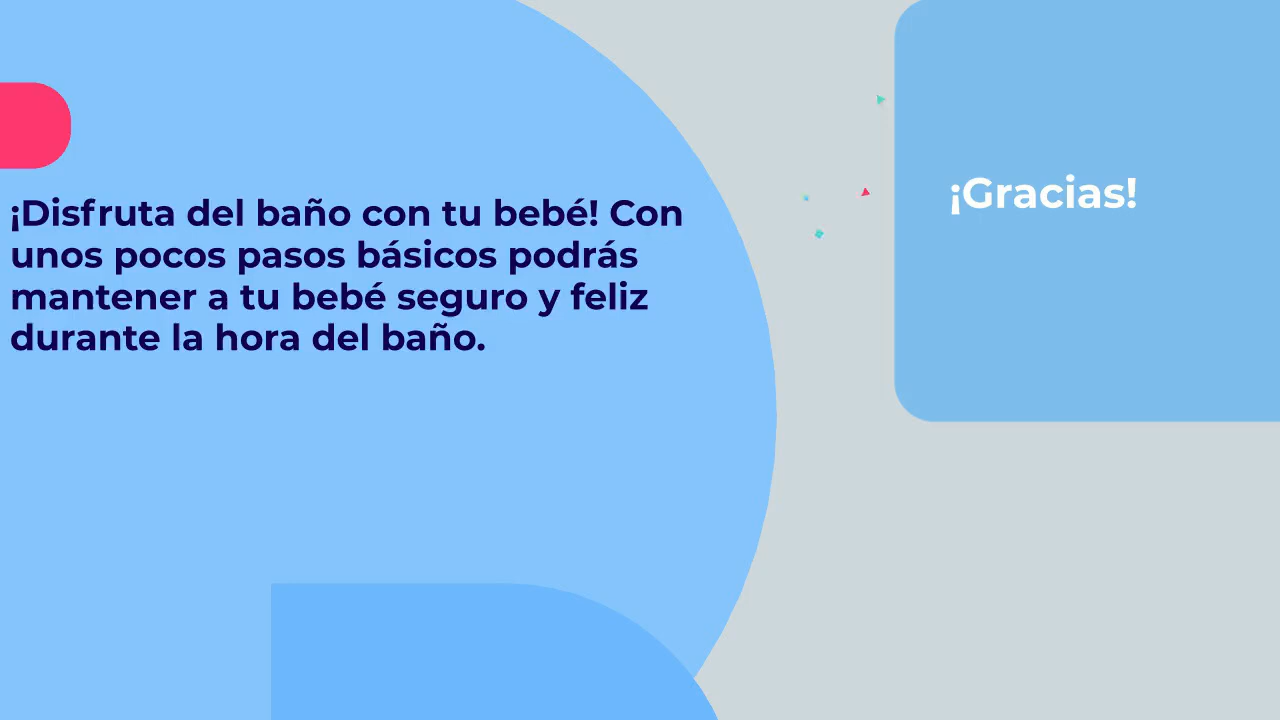 ¡Disfruta del baño con tu bebé! Con
unos pocos pasos básicos podrás
mantener a tu bebé seguro y feliz
durante la hora del baño.
¡Gracias!